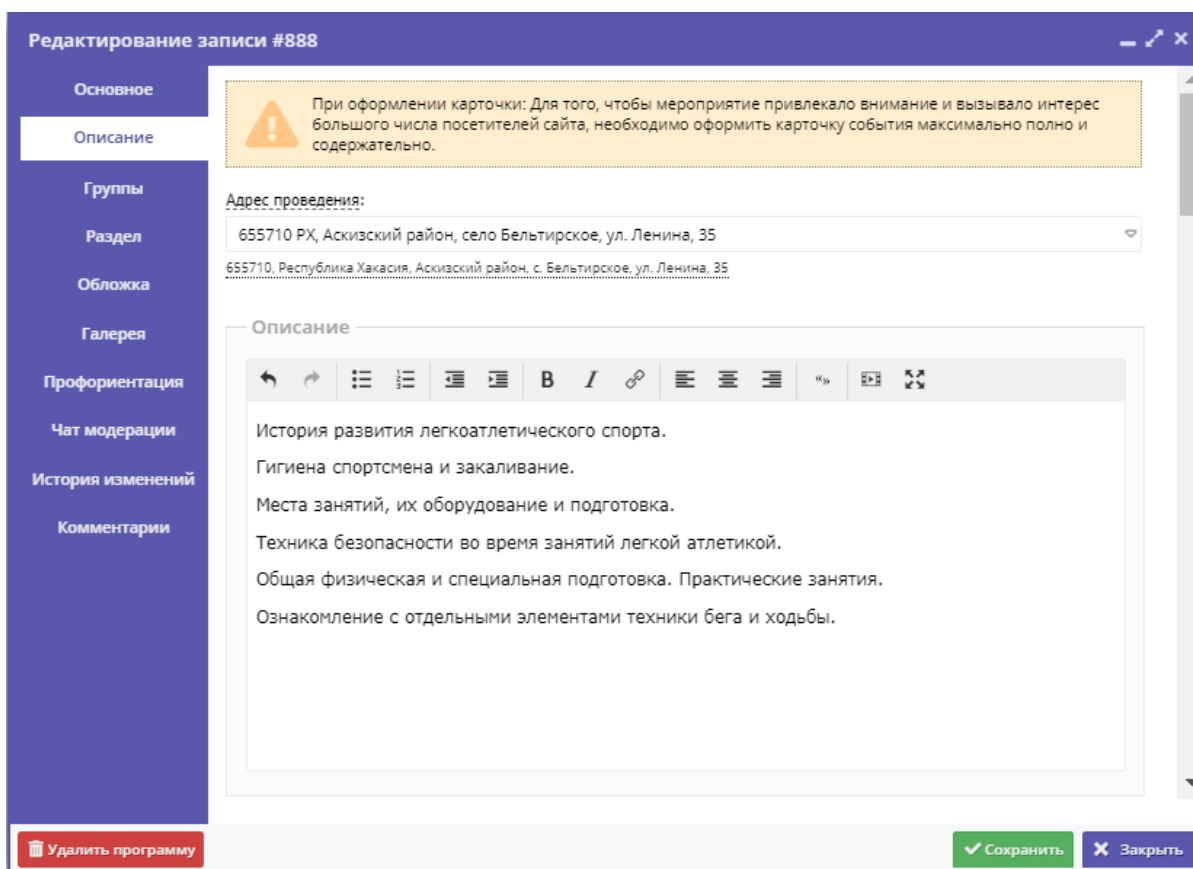 Редактирование записи #888
Основное
Описание
Группы
Раздел
Обложка
Галерея
Профориентация
Чат модерации
История изменений
Комментарии
При оформлении карточки: Для того, чтобы мероприятие привлекало внимание и вызывало интерес
большого числа посетителей сайта, необходимо оформить карточку события максимально полно и
содержательно.
Адрес проведения:
655710 РХ, Аскизский район, село Бельтирское, ул. Ленина, 35
655710, Республика Хакасия, Аскизский район, с. Бельтирское, ул. Ленина, 35
Описание
История развития легкоатлетического спорта.
Гигиена спортсмена и закаливание.
Места занятий, их оборудование и подготовка.
Техника безопасности во время занятий легкой атлетикой.
Общая физическая и специальная подготовка. Практические занятия.
Ознакомление с отдельными элементами техники бега и ходьбы.
Удалить программу
Сохранить
Закрыть